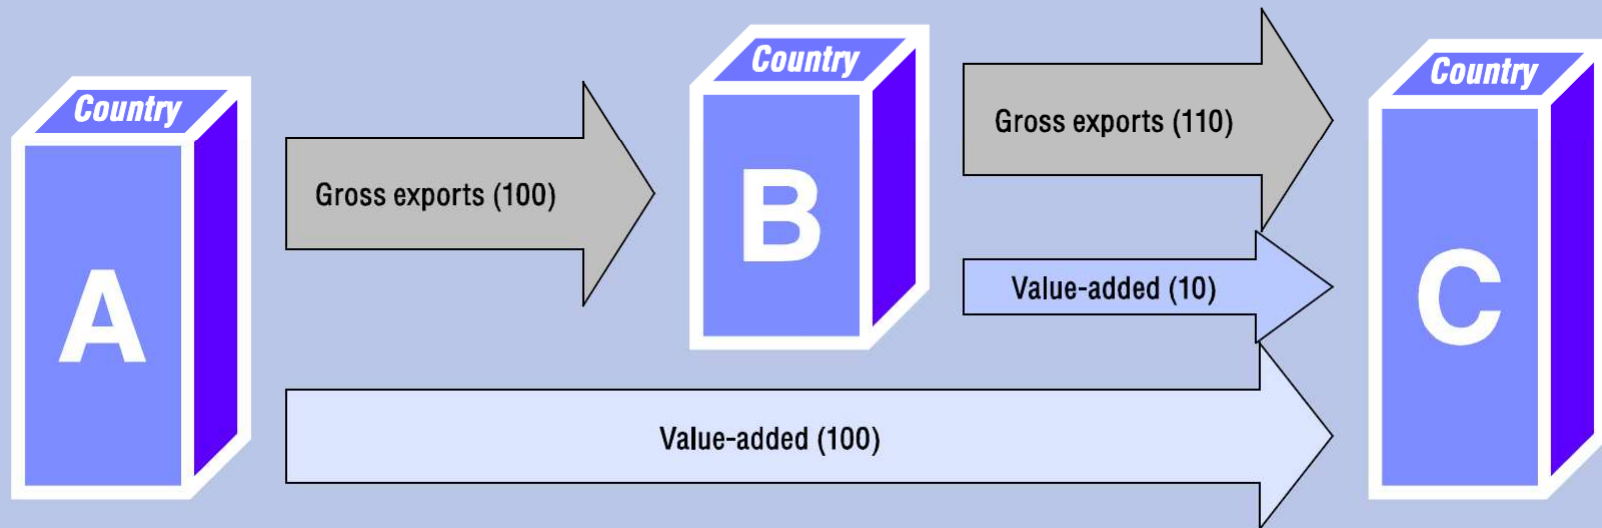 Country
A
Gross exports (100)
Country
B
Gross exports (110)
Value-added (10)
Value-added (100)
Country
C